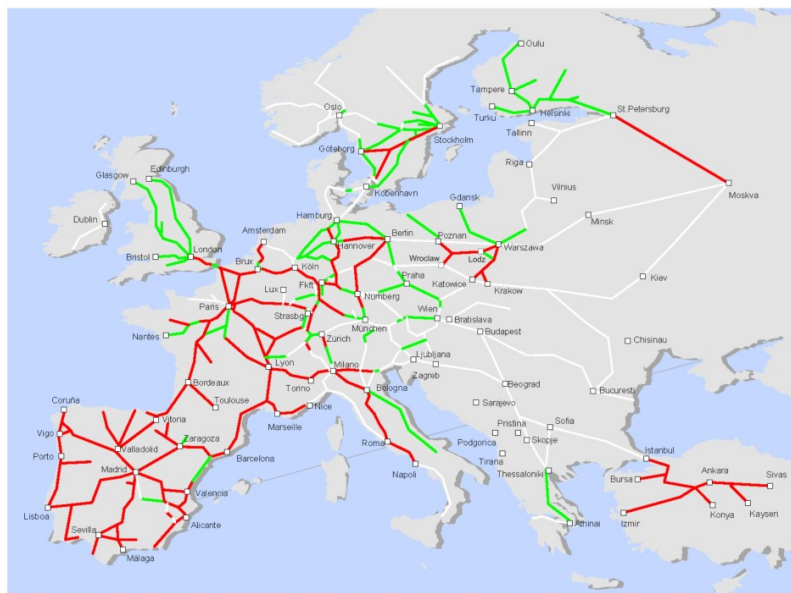 Oulu
Tampere
Turku
Helsinki
St.Petersburg
Tallinn
Oslo
Stockholm
Göteborg
Riga
Moskva
Glasgow
Edinburgh
Vilnius
Kobenhavn
Gdansk
Minsk
Dublin
Hamburg
Amsterdam
Berlin
Poznan
Warszawa
Bristol
London
Hannover
Brux
Köln
Wroclaw
Lodz
Lux
Fkft
Praha
Katowice
Krakow
Kiev
Paris
Nürnberg
Strasbg
Wien
Bratislava
München
Budapest
Nantes
Zürich
Chisinau
Lyon
Milano
Ljubljana
Zagreb
Torino
Bordeaux
Bologna
Beograd
Bucuresti
Toulouse
Nice
Sarajevo
Coruña
Vitoria
Marseille
Pristina
Sofia
Vigo
Zaragoza
Roma
Podgorica
Skopje
Valladolid
Barcelona
Istanbul
Porto
Tirana
Madrid
Napoli
Thessaloniki
Ankara
Bursa
Sivas
Valencia
Lisboa
Izmir
Konya
Kayseri
Sevilla
Alicante
Athinai
Málaga